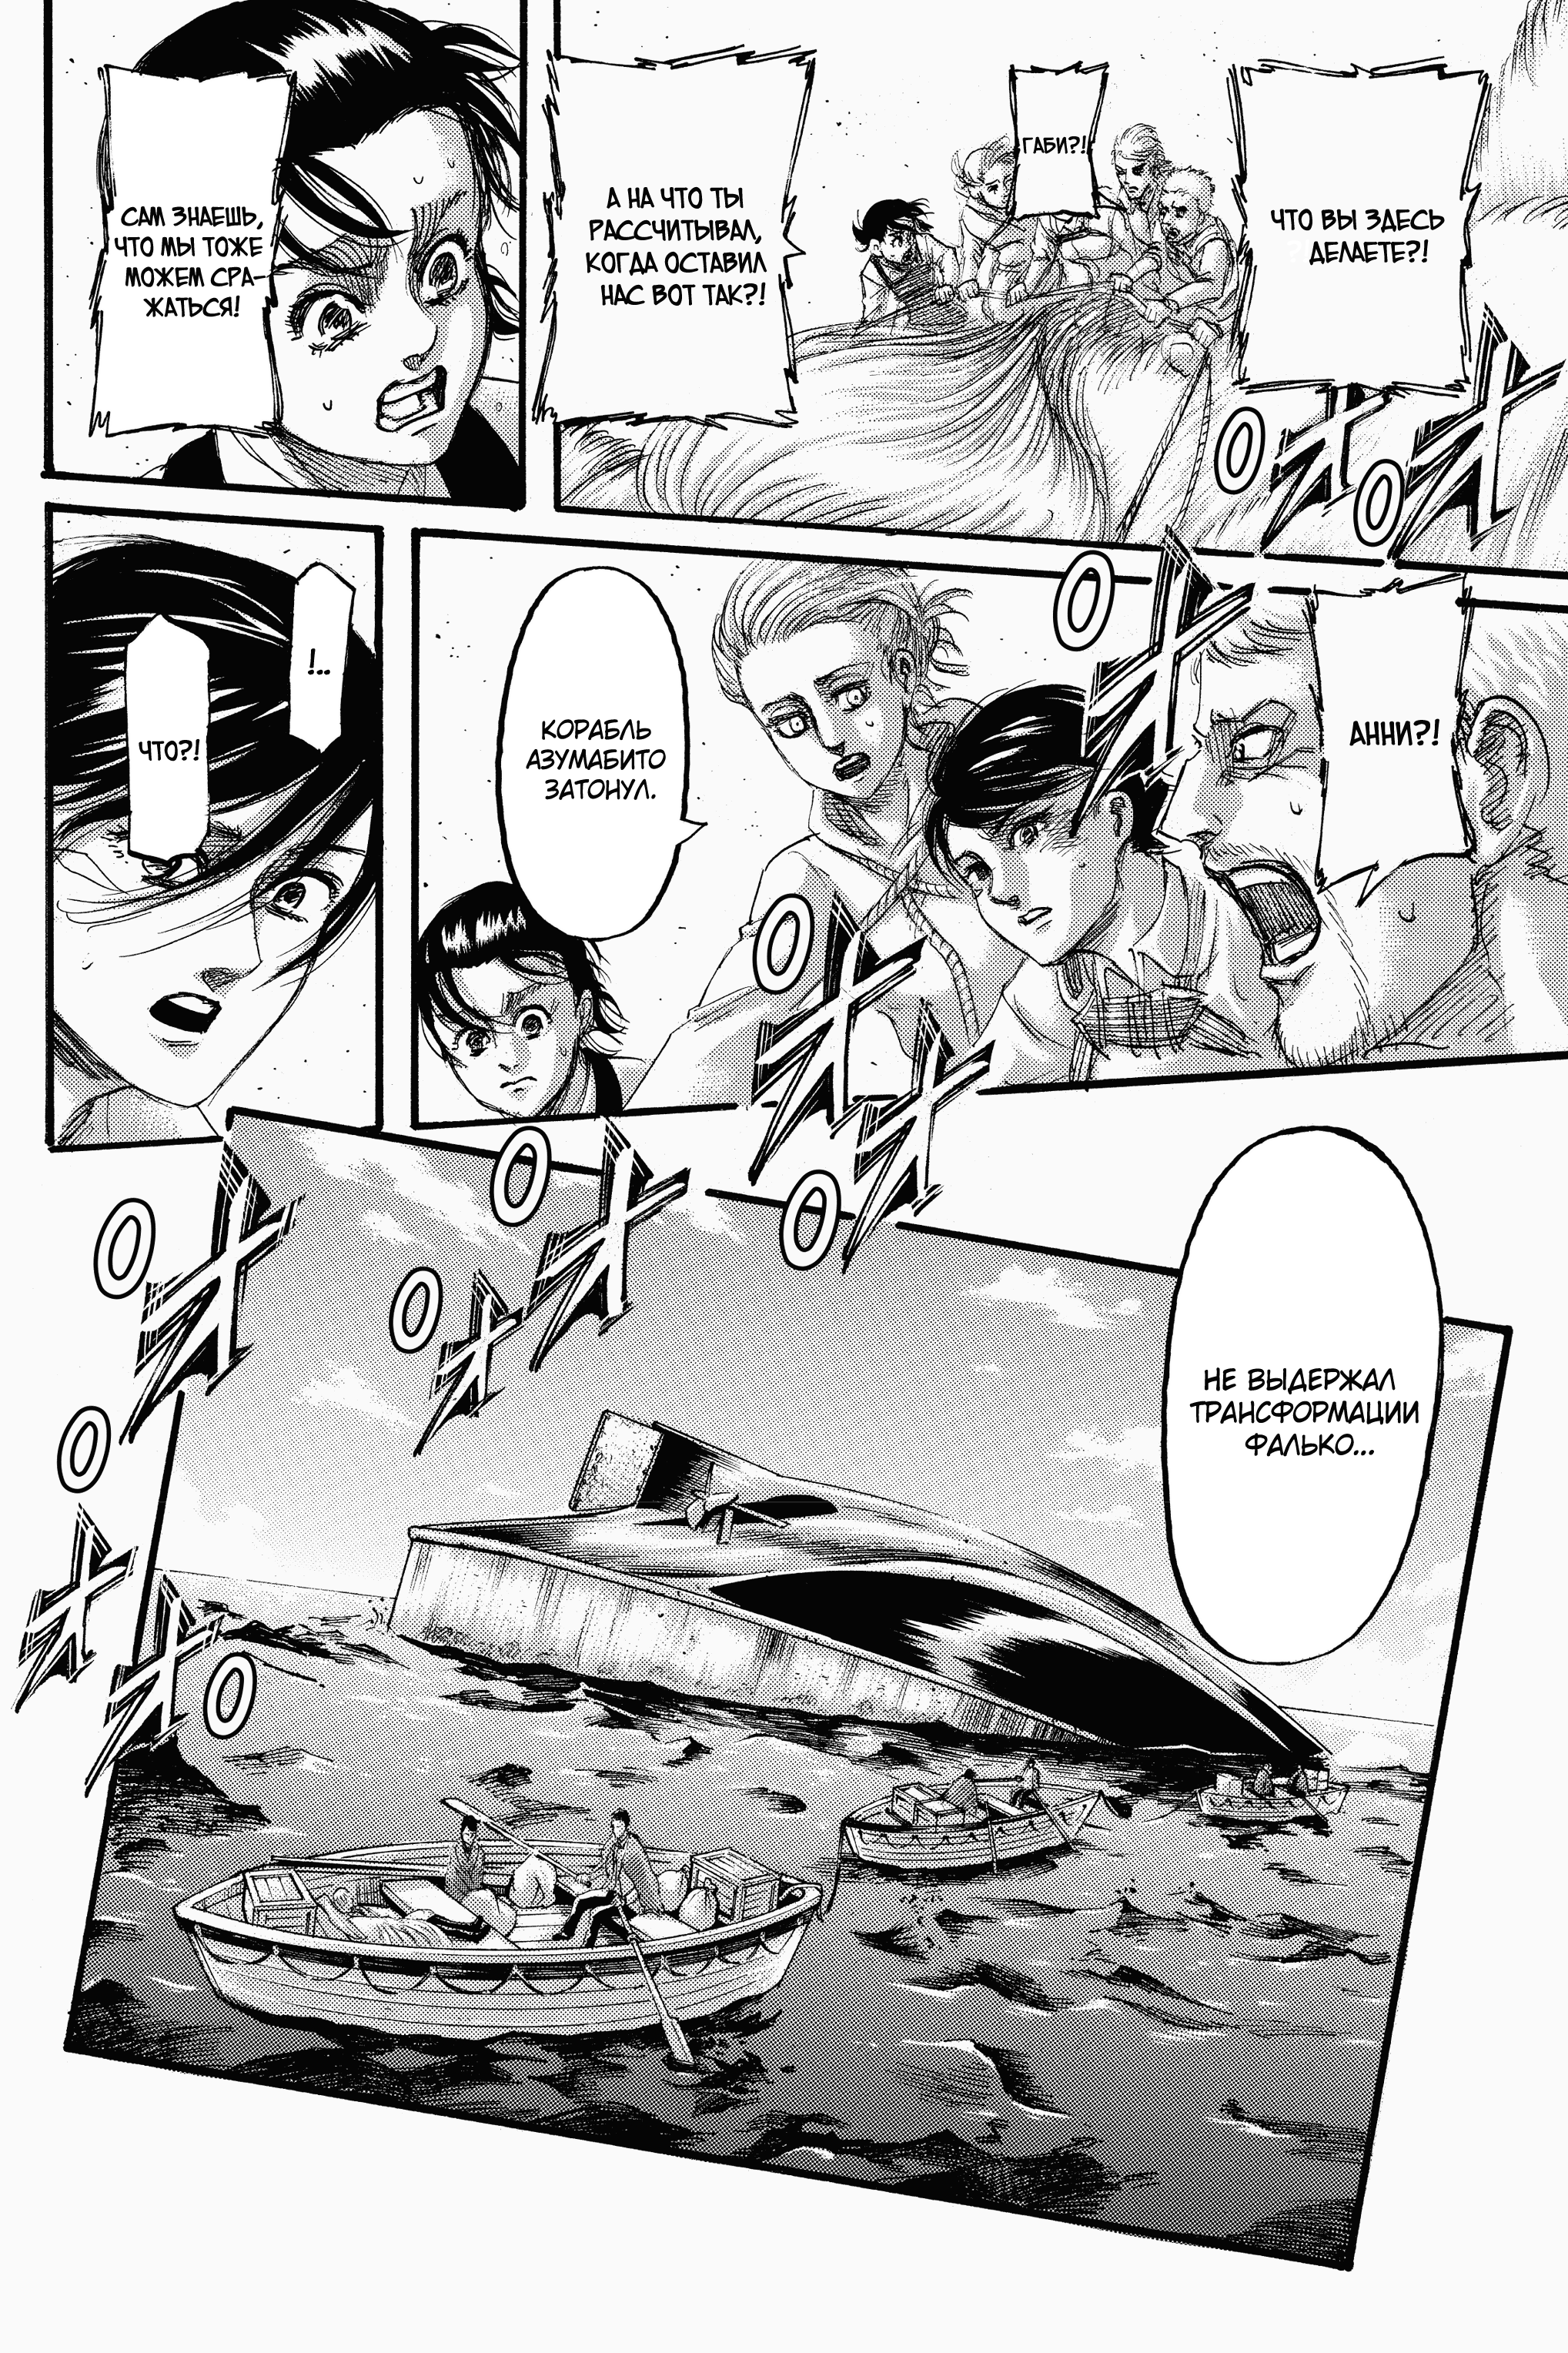 ЧТО ВЫ ЗДЕСЬ
ДЕЛАЕТЕ?!
ГАБИ?!
А НА ЧТО ТЫ
РАССЧИТЫВАЛ,
КОГДА ОСТАВИЛ
НАС ВОТ ТАК?!
САМ ЗНАЕШЬ,
ЧТО МЫ ТОЖЕ
МОЖЕМ СРА-
ЖАТЬСЯ!
О
О
АННИ?!
О
КОРАБЛЬ
АЗУМАБИТО
ЗАТОНУЛ.
О
О
!..
ЧТО?!
НЕ ВЫДЕРЖАЛ
ТРАНСФОРМАЦИИ
ФАЛЬКО...
О
О
О
О
О